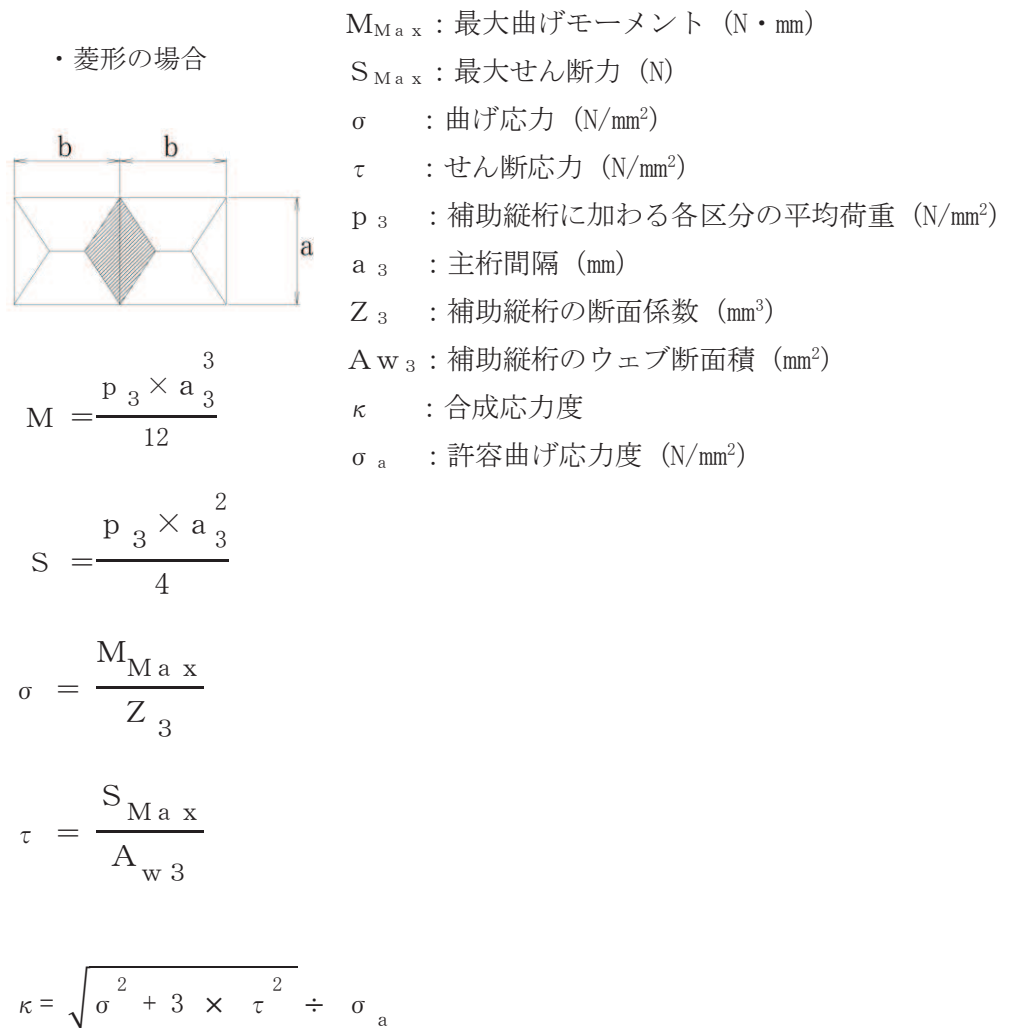 ・菱形の場合
b b
a
M = p₃ × a₃³ / 12
S = p₃ × a₃² / 4
σ = M_Max / Z₃
τ = S_Max / A_w3
κ = √(σ² + 3 × τ²) ÷ σ_a
M_Max：最大曲げモーメント (N・mm)
S_Max：最大せん断力 (N)
σ ：曲げ応力 (N/mm²)
τ ：せん断応力 (N/mm²)
p₃ ：補助縦桁に加わる各区分の平均荷重 (N/mm²)
a₃ ：主桁間隔 (mm)
Z₃ ：補助縦桁の断面係数 (mm³)
Aw₃：補助縦桁のウェブ断面積 (mm²)
κ ：合成応力度
σ_a ：許容曲げ応力度 (N/mm²)